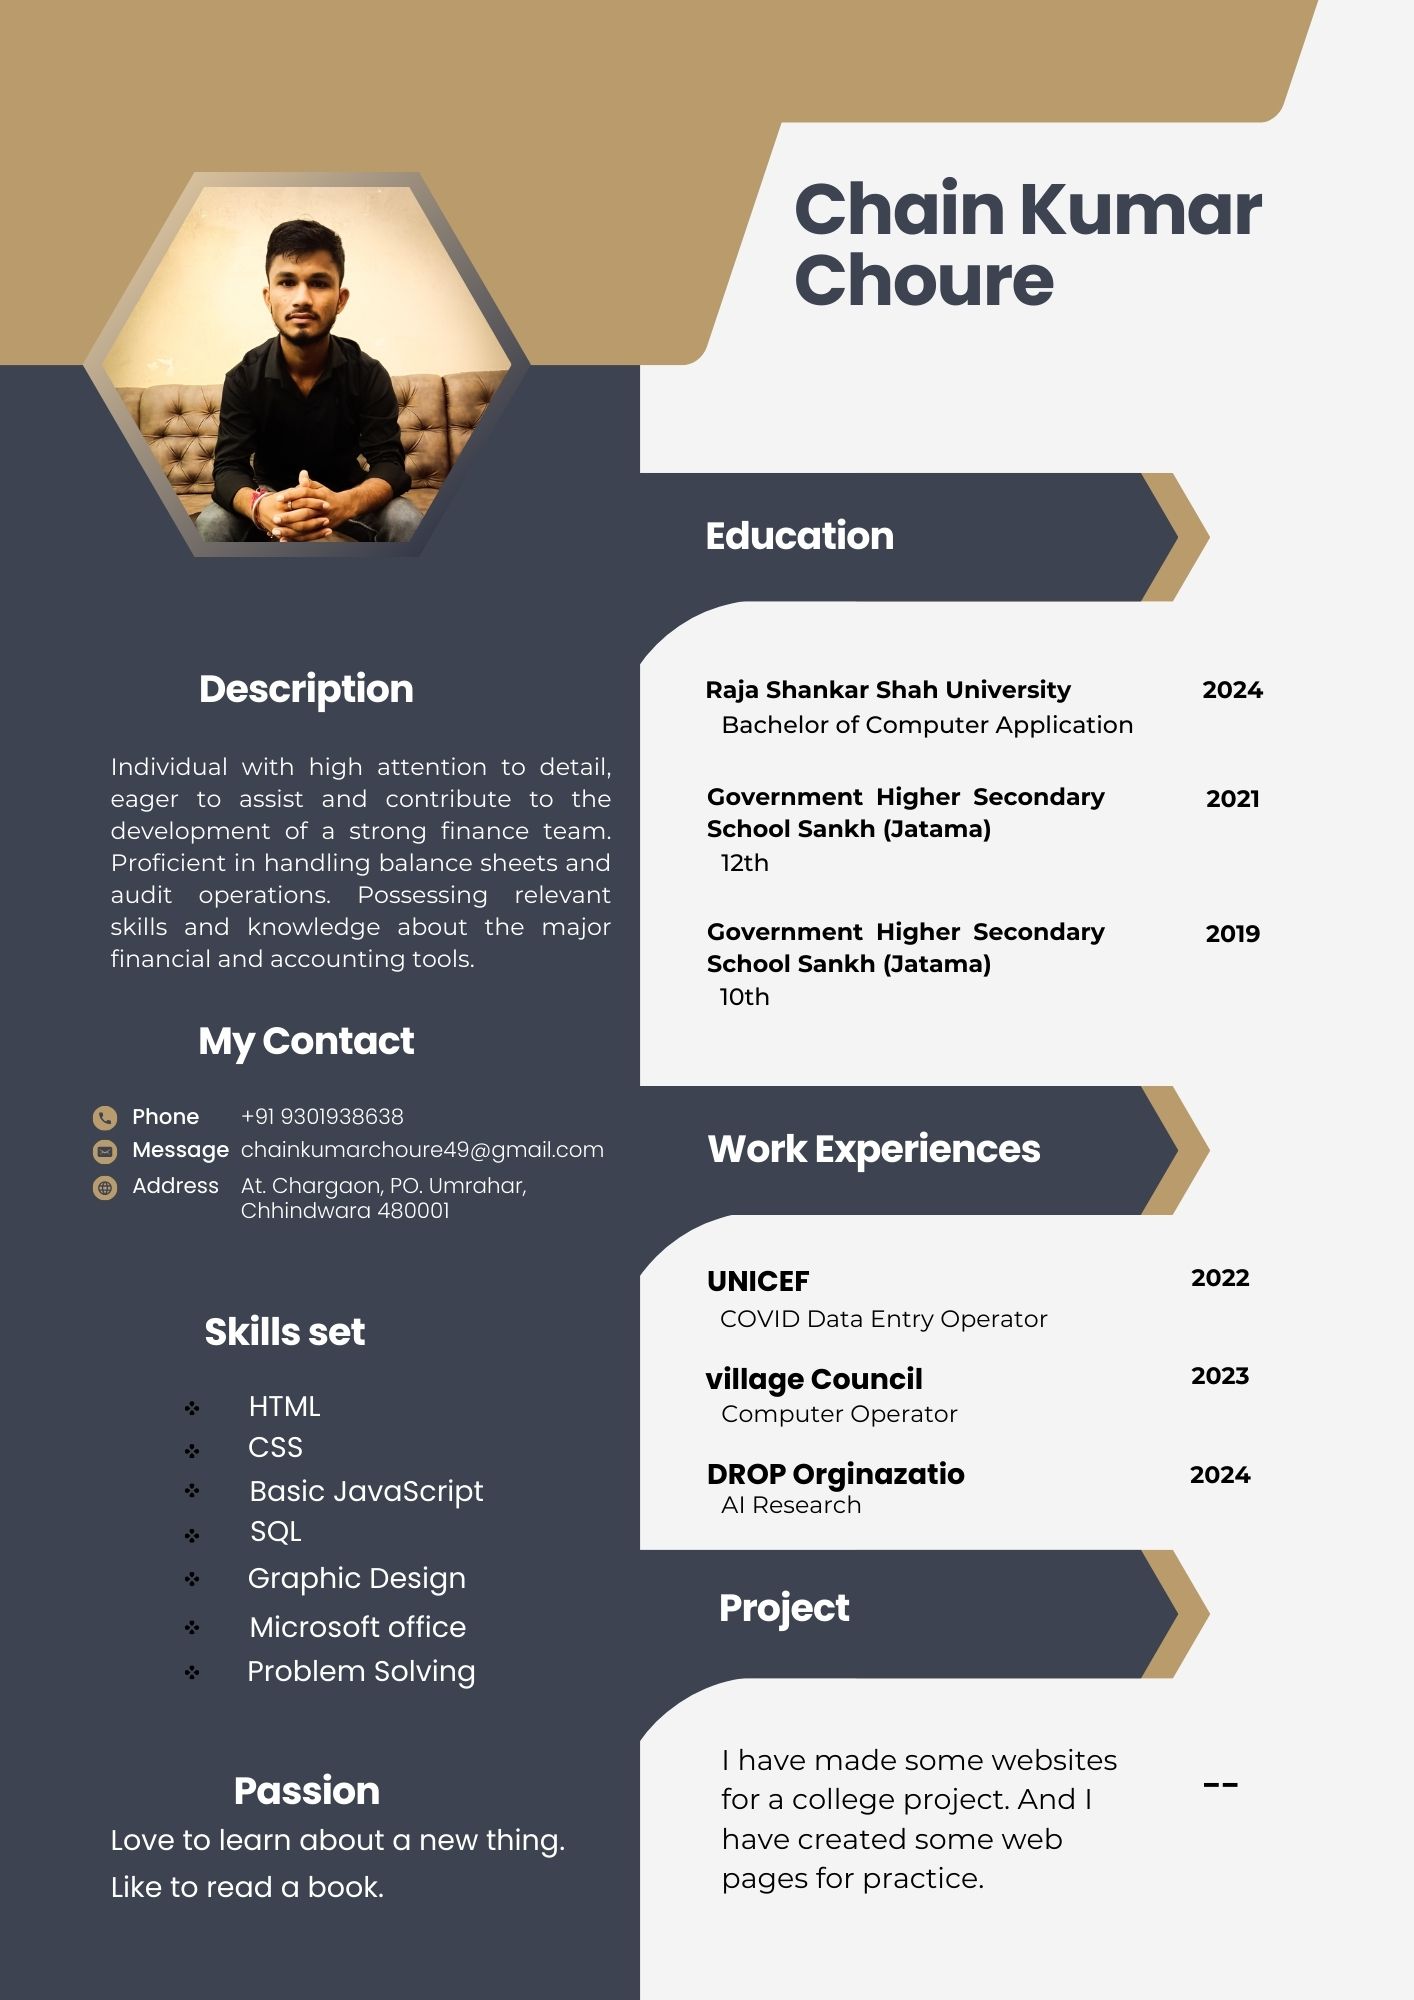 Chain Kumar
Choure
Description
Individual with high attention to detail,
eager to assist and contribute to the
development of a strong finance team.
Proficient in handling balance sheets and
audit operations. Possessing relevant
skills and knowledge about the major
financial and accounting tools.
My Contact
Phone +91 9301938638
Message chainkumarchoure49@gmail.com
Address At. Chargaon, PO. Umrahar,
Chhindwara 480001
Skills set
HTML
CSS
Basic JavaScript
SQL
Graphic Design
Microsoft office
Problem Solving
Passion
Love to learn about a new thing.
Like to read a book.
Education
Raja Shankar Shah University 2024
Bachelor of Computer Application
Government Higher Secondary 2021
School Sankh (Jatama)
12th
Government Higher Secondary 2019
School Sankh (Jatama)
10th
Work Experiences
UNICEF 2022
COVID Data Entry Operator
village Council 2023
Computer Operator
DROP Orginazatio 2024
AI Research
Project
I have made some websites
for a college project. And I --
have created some web
pages for practice.